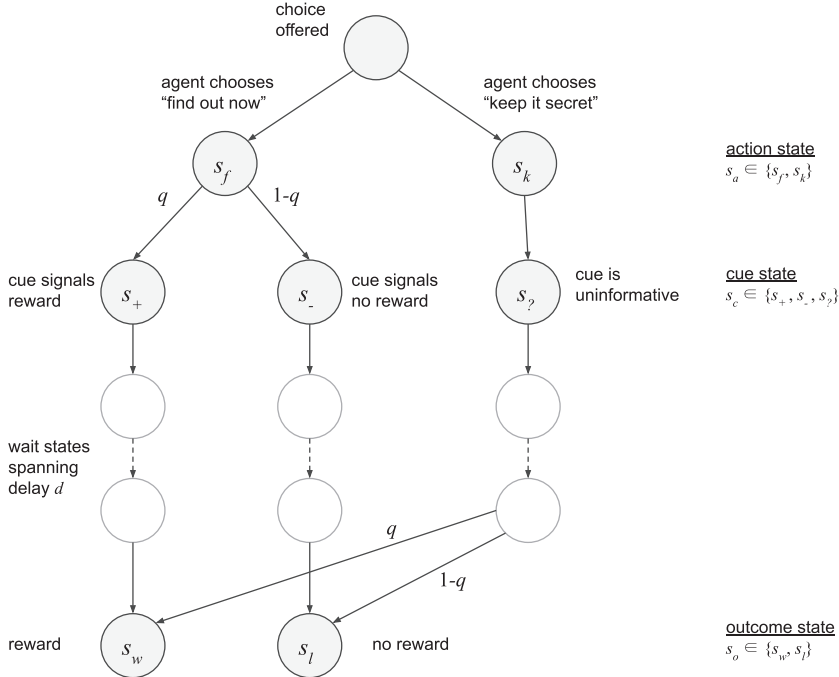 choice
offered
agent chooses
“find out now”
agent chooses
“keep it secret”
s_f
s_k
action state
s_a ∈ {s_f, s_k}
q
1-q
cue signals
reward
s_+
s_-
cue signals
no reward
s_?
cue is
uninformative
cue state
s_c ∈ {s_+, s_-, s_?}
wait states
spanning
delay d
q
1-q
reward
s_w
s_l
no reward
outcome state
s_o ∈ {s_w, s_l}